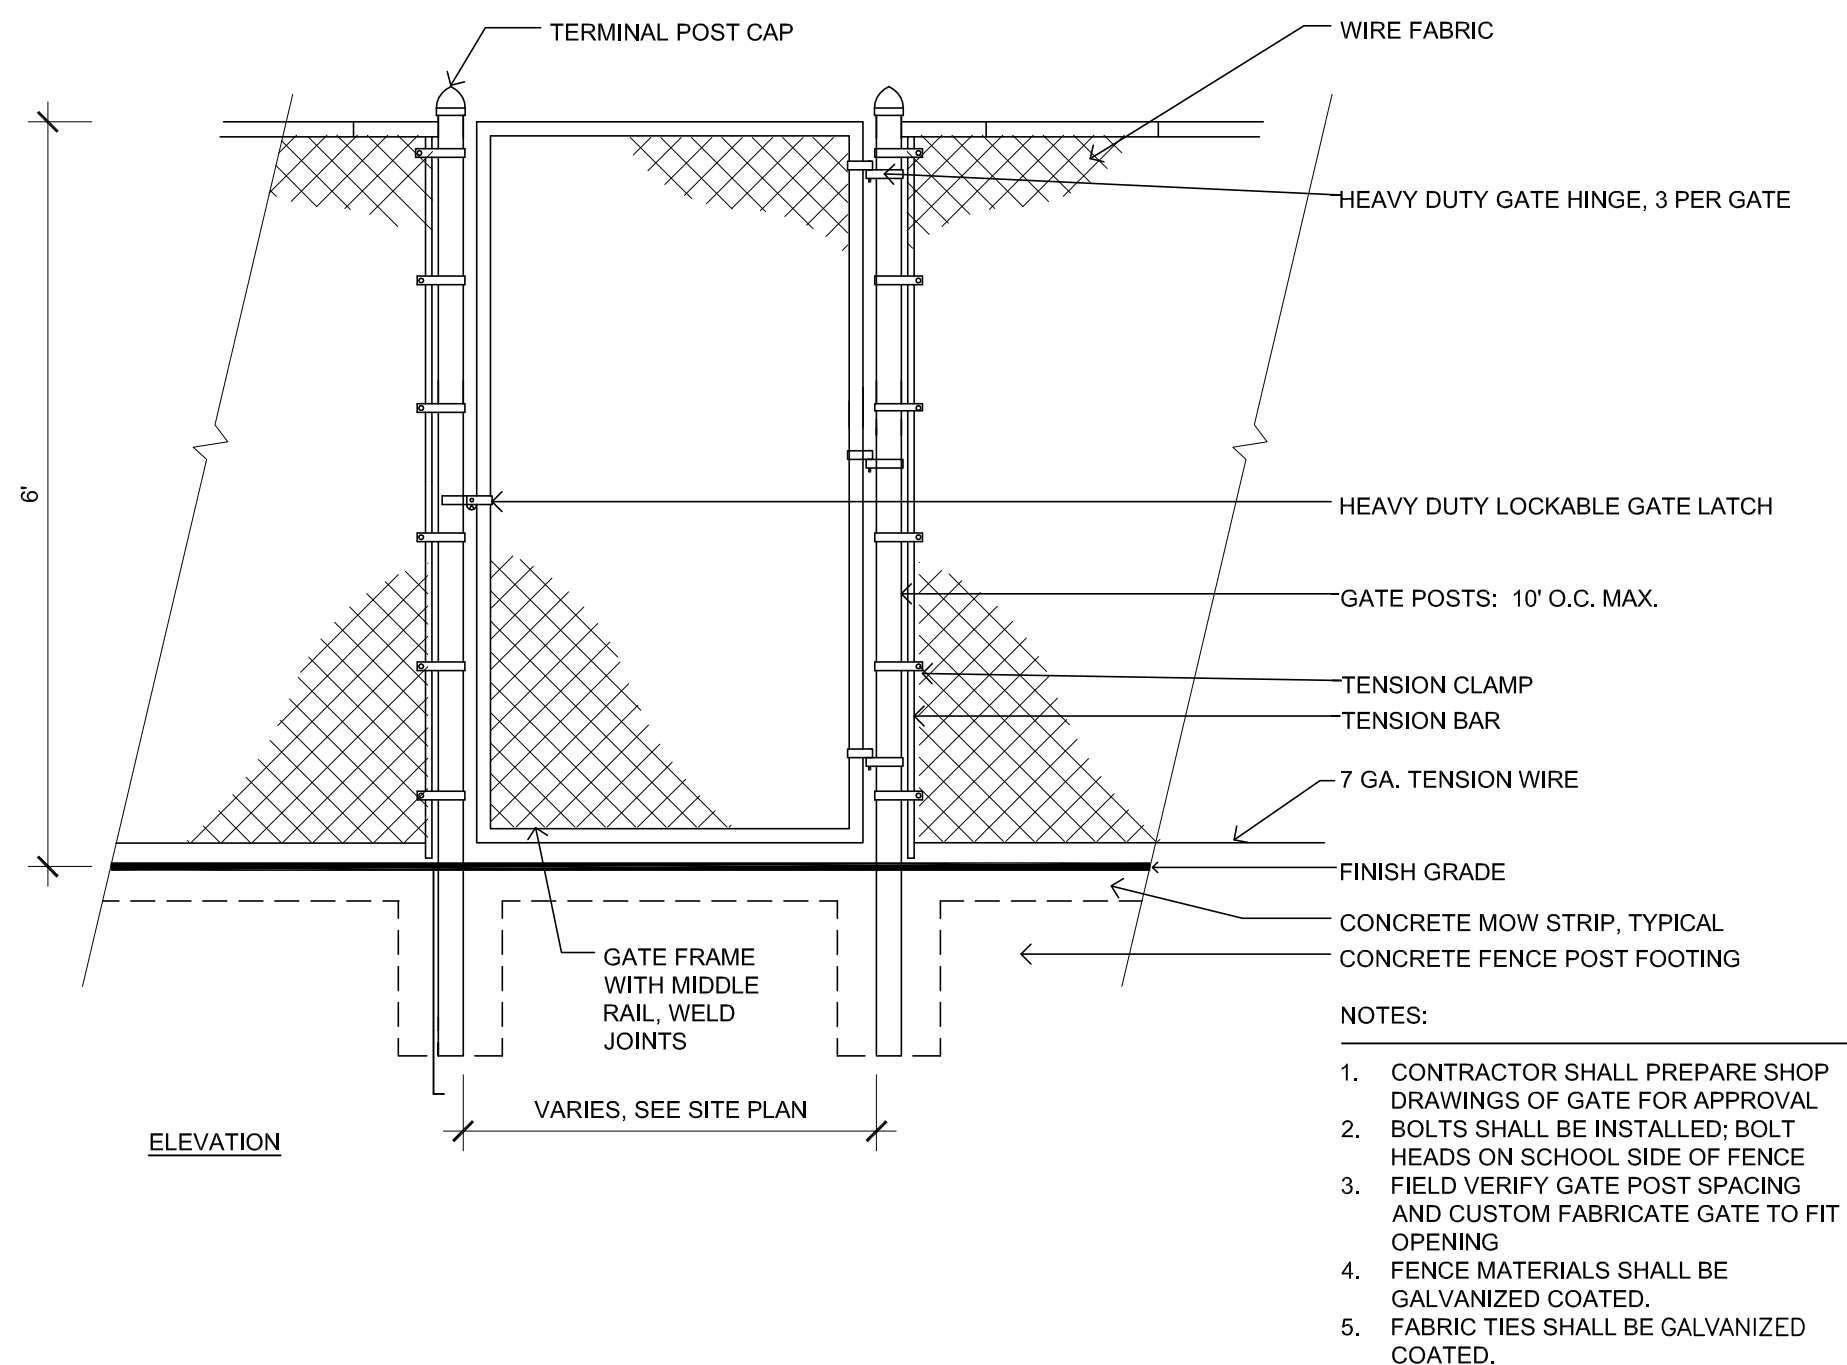 TERMINAL POST CAP
WIRE FABRIC
HEAVY DUTY GATE HINGE, 3 PER GATE
6'
HEAVY DUTY LOCKABLE GATE LATCH
GATE POSTS: 10' O.C. MAX.
TENSION CLAMP
TENSION BAR
7 GA. TENSION WIRE
FINISH GRADE
CONCRETE MOW STRIP, TYPICAL
CONCRETE FENCE POST FOOTING
GATE FRAME
WITH MIDDLE
RAIL, WELD
JOINTS
VARIES, SEE SITE PLAN
ELEVATION
NOTES:
1. CONTRACTOR SHALL PREPARE SHOP
DRAWINGS OF GATE FOR APPROVAL
2. BOLTS SHALL BE INSTALLED; BOLT
HEADS ON SCHOOL SIDE OF FENCE
3. FIELD VERIFY GATE POST SPACING
AND CUSTOM FABRICATE GATE TO FIT
OPENING
4. FENCE MATERIALS SHALL BE
GALVANIZED COATED.
5. FABRIC TIES SHALL BE GALVANIZED
COATED.